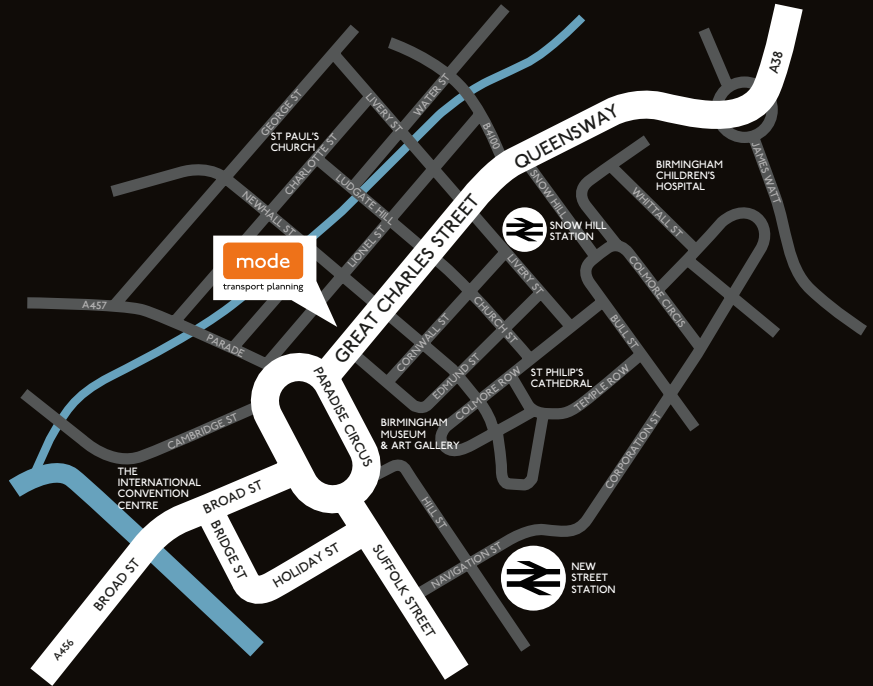 A38
QUEENSWAY
GEORGE ST
LIVERY ST
WATER ST
B4100
ST PAUL'S
CHURCH
CHARLOTTE ST
JAMES WATT
BIRMINGHAM
CHILDREN'S
HOSPITAL
LUDGATE HILL
SNOW HILL
WHITTALL ST
NEWHALL ST
LIONEL ST
GREAT CHARLES STREET
SNOW HILL
STATION
mode
transport planning
LIVERY ST
COLMORE CIRCIS
A457
PARADE
CORNWALL ST
CHURCH ST
BULL ST
EDMUND ST
COLMORE ROW
ST PHILIP'S
CATHEDRAL
TEMPLE ROW
PARADISE CIRCUS
CAMBRIDGE ST
BIRMINGHAM
MUSEUM
& ART GALLERY
CORPORATION ST
THE
INTERNATIONAL
CONVENTION
CENTRE
BROAD ST
HILL ST
BRIDGE ST
HOLIDAY ST
SUFFOLK STREET
NAVIGATION ST
NEW
STREET
STATION
BROAD ST
A456